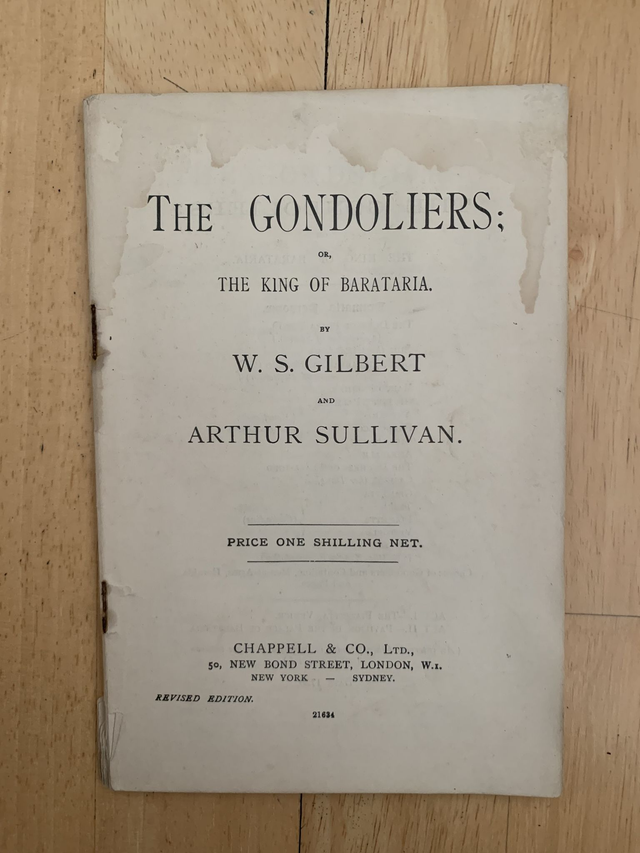 THE GONDOLIERS;
OR,
THE KING OF BARATARIA.
BY
W. S. GILBERT
AND
ARTHUR SULLIVAN.
PRICE ONE SHILLING NET.
CHAPPELL & CO., LTD.,
50, NEW BOND STREET, LONDON, W.1.
NEW YORK — SYDNEY.
REVISED EDITION.
21634